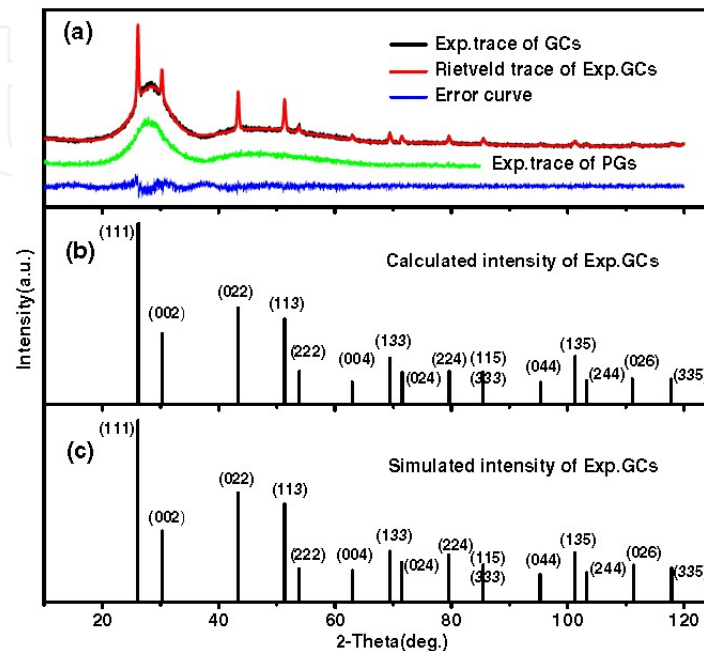 (a)
Exp.trace of GCs
Rietveld trace of Exp.GCs
Error curve
Exp.trace of PGs
Intensity(a.u.)
(b)
Calculated intensity of Exp.GCs
(111)
(002)
(022)
(113)
(222)
(004)
(133)
(024)
(224)
(115)
(333)
(044)
(135)
(244)
(026)
(335)
(c)
Simulated intensity of Exp.GCs
(111)
(002)
(022)
(113)
(222)
(004)
(133)
(024)
(224)
(115)
(333)
(044)
(135)
(244)
(026)
(335)
20 40 60 80 100 120
2-Theta(deg.)